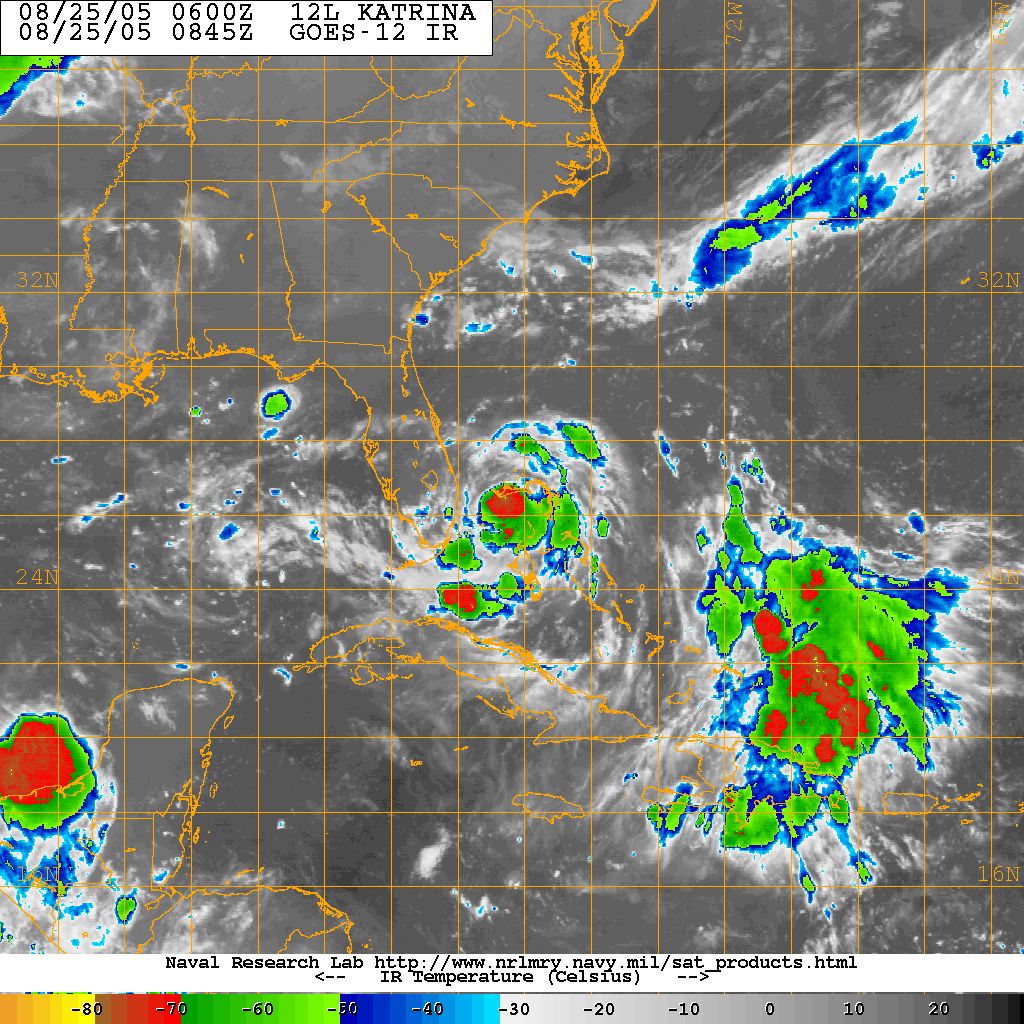 08/25/05 0600Z 12L KATRINA
08/25/05 0845Z GOES-12 IR
72W
32N 32N
24N 24N
16N 16N
Naval Research Lab http://www.nrlmry.navy.mil/sat_products.html
<-- IR Temperature (Celsius) -->
-80 -70 -60 -50 -40 -30 -20 -10 0 10 20